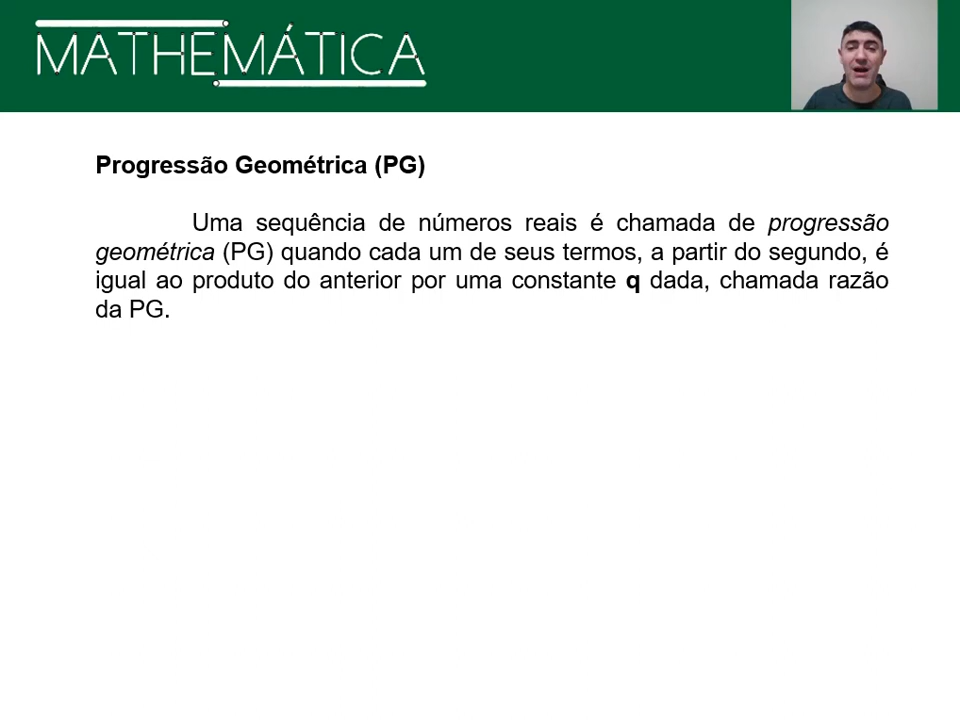 MATHEMÁTICA
Progressão Geométrica (PG)
Uma sequência de números reais é chamada de progressão
geométrica (PG) quando cada um de seus termos, a partir do segundo, é
igual ao produto do anterior por uma constante q dada, chamada razão
da PG.